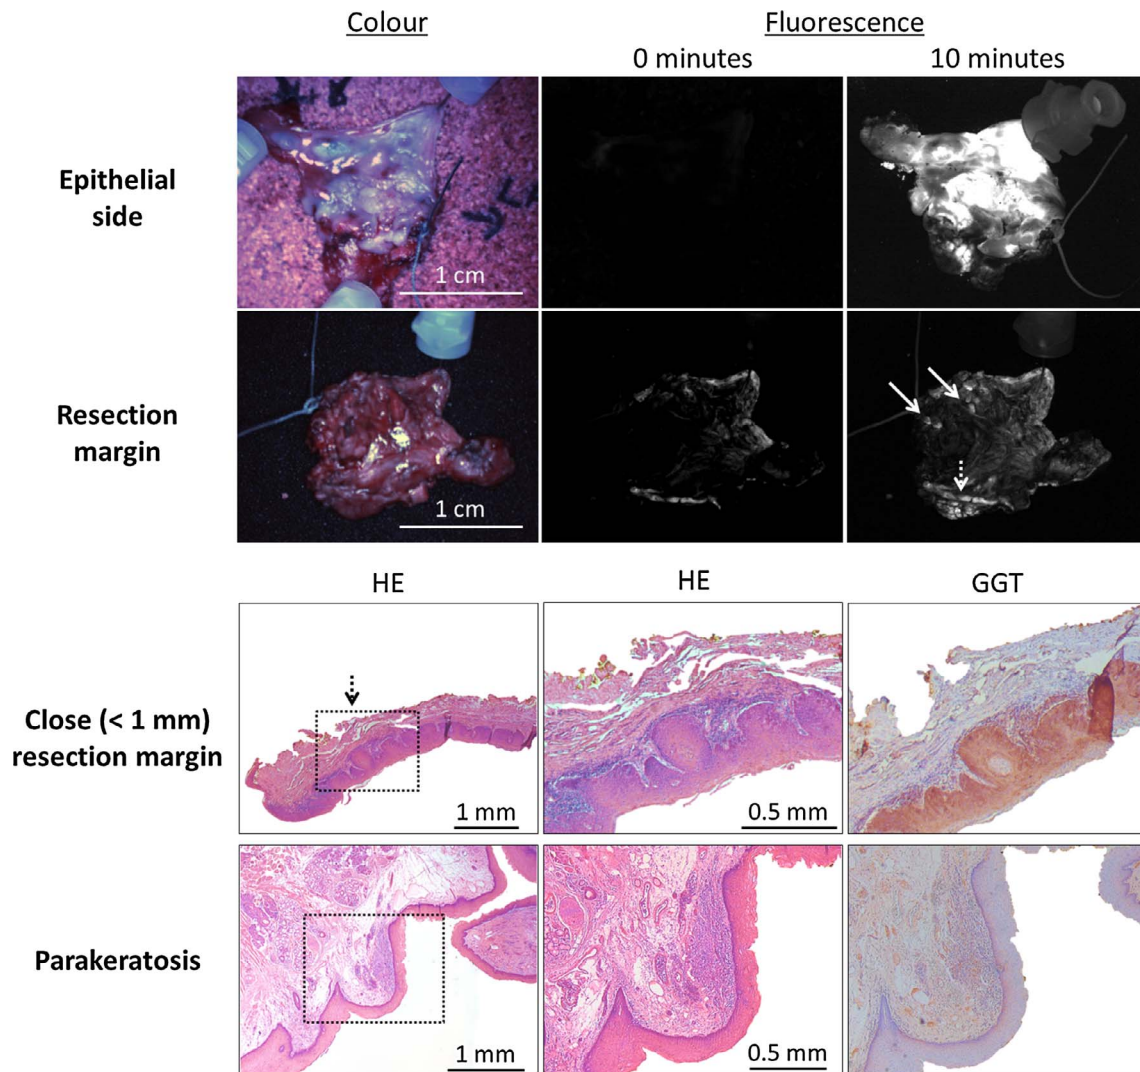 Colour
Fluorescence
0 minutes
10 minutes
Epithelial
side
1 cm
Resection
margin
1 cm
HE
HE
GGT
Close (< 1 mm)
resection margin
1 mm
0.5 mm
Parakeratosis
1 mm
0.5 mm